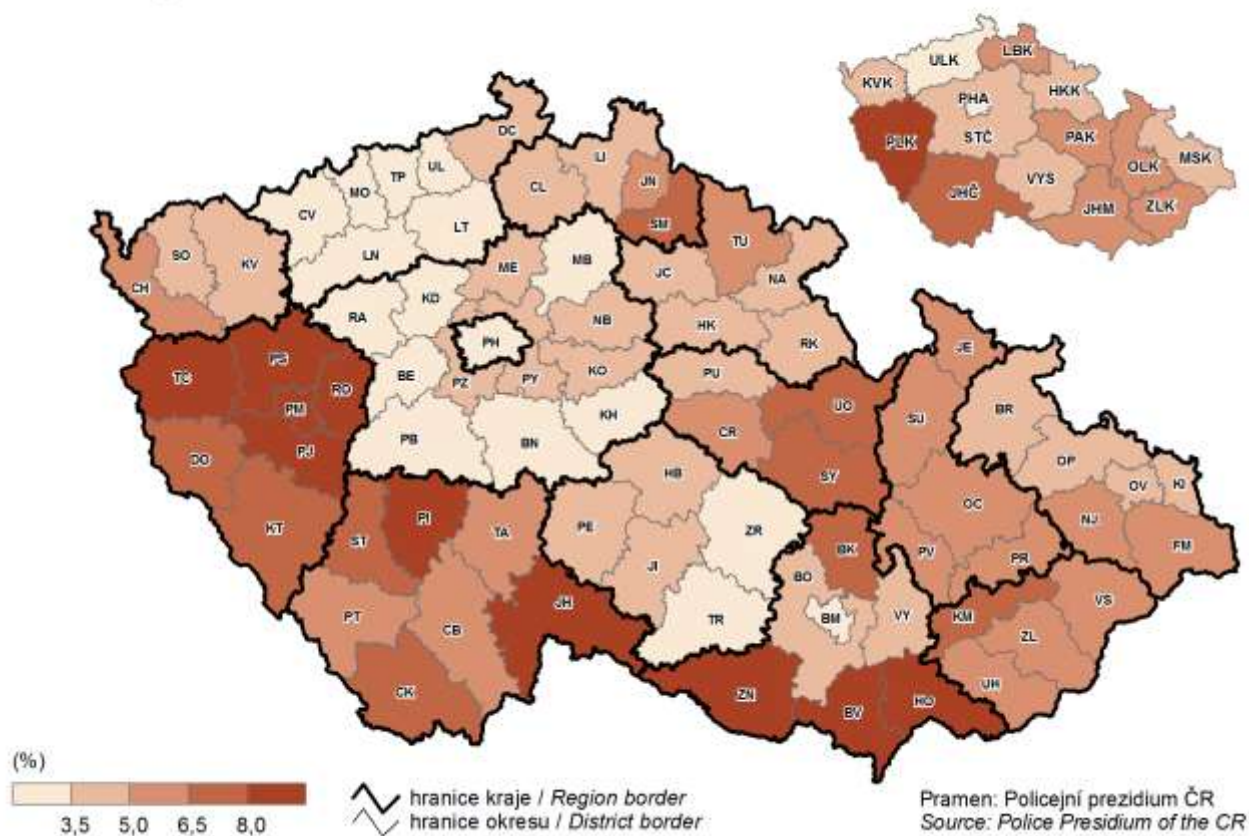 ULK LBK
KVK PHA HKK
PLK STČ PAK MSK
JHČ VYS OLK
JHM ZLK
DC
MO TP UL CL LI JN
CV LT SM
LN TU
SO KV ME MB JC NA
CH RA KD
NB HK RK
PH
TC PS RO BE PZ PY KO PU JE
PM KH UO BR
DO PJ PB BN CR SU
HB SY OP
OV KI
KT ST PI TA PE ZR OC NJ
BK FM
JI BO PV PR
PT CB JH TR BM VY KM VS
ZL
CK ZN BV HO UH
(%)
3,5 5,0 6,5 8,0
hranice kraje / Region border
hranice okresu / District border
Pramen: Policejní prezidium ČR
Source: Police Presidium of the CR